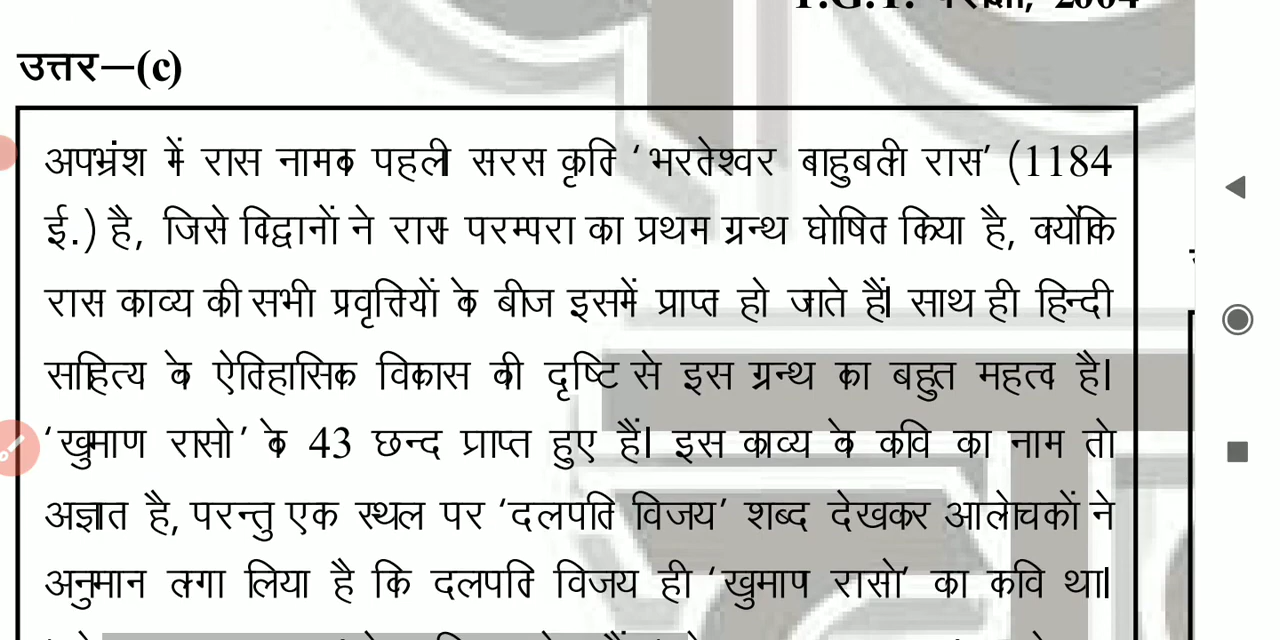 उत्तर—(c)
अपभ्रंश में रास नामक पहली सरस कृति ‘भरतेश्वर बाहुबली रास’ (1184
ई.) है, जिसे विद्वानों ने रास परम्परा का प्रथम ग्रन्थ घोषित किया है, क्योंकि
रास काव्य की सभी प्रवृत्तियों के बीज इसमें प्राप्त हो जाते हैं। साथ ही हिन्दी
साहित्य के ऐतिहासिक विकास की दृष्टि से इस ग्रन्थ का बहुत महत्व है।
‘खुमाण रासो’ के 43 छन्द प्राप्त हुए हैं। इस काव्य के कवि का नाम तो
अज्ञात है, परन्तु एक स्थल पर ‘दलपति विजय’ शब्द देखकर आलोचकों ने
अनुमान लगा लिया है कि दलपति विजय ही ‘खुमाण रासो’ का कवि था।